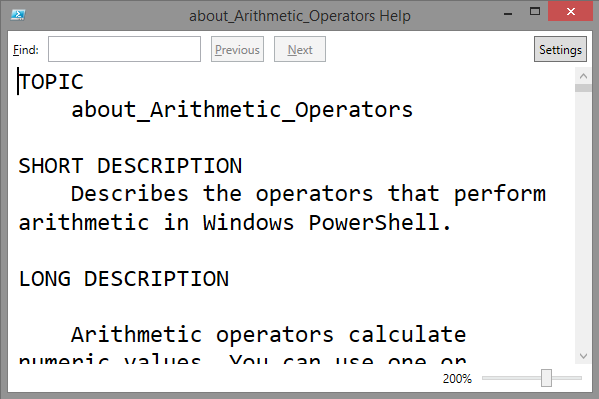 about_Arithmetic_Operators Help
Find: Previous Next Settings
TOPIC
about_Arithmetic_Operators
SHORT DESCRIPTION
Describes the operators that perform
arithmetic in Windows PowerShell.
LONG DESCRIPTION
Arithmetic operators calculate
numeric values. You can use one or
200%